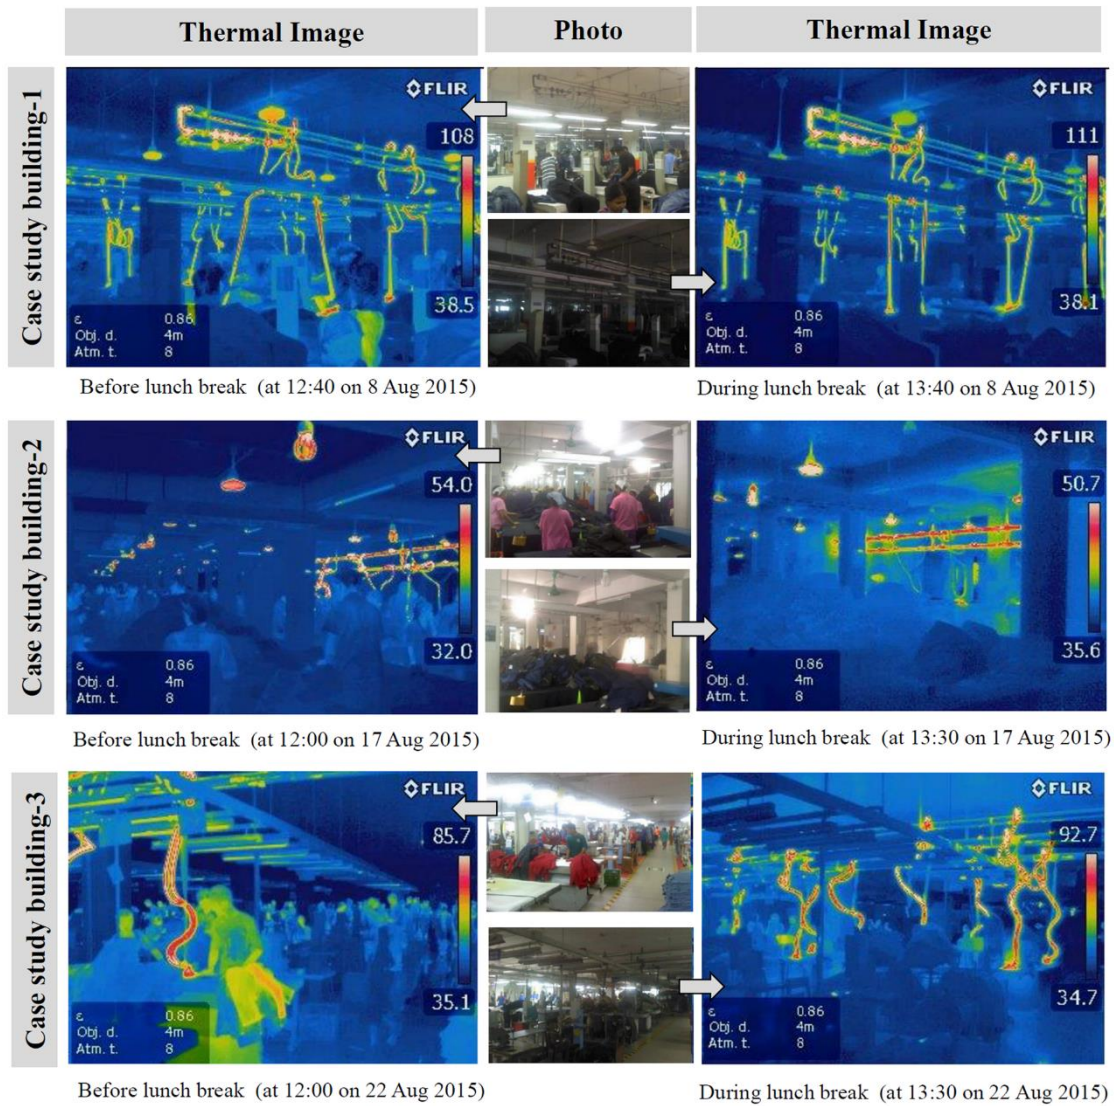 Thermal Image
Photo
Thermal Image
Case study building-1
FLIR
108
38.5
ε 0.86
Obj. d. 4m
Atm. t. 8
FLIR
111
38.1
ε 0.86
Obj. d. 4m
Atm. t. 8
Before lunch break (at 12:40 on 8 Aug 2015)
During lunch break (at 13:40 on 8 Aug 2015)
Case study building-2
FLIR
54.0
32.0
ε 0.86
Obj. d. 4m
Atm. t. 8
FLIR
50.7
35.6
ε 0.86
Obj. d. 4m
Atm. t. 8
Before lunch break (at 12:00 on 17 Aug 2015)
During lunch break (at 13:30 on 17 Aug 2015)
Case study building-3
FLIR
85.7
35.1
ε 0.86
Obj. d. 4m
Atm. t. 8
FLIR
92.7
34.7
ε 0.86
Obj. d. 4m
Atm. t. 8
Before lunch break (at 12:00 on 22 Aug 2015)
During lunch break (at 13:30 on 22 Aug 2015)